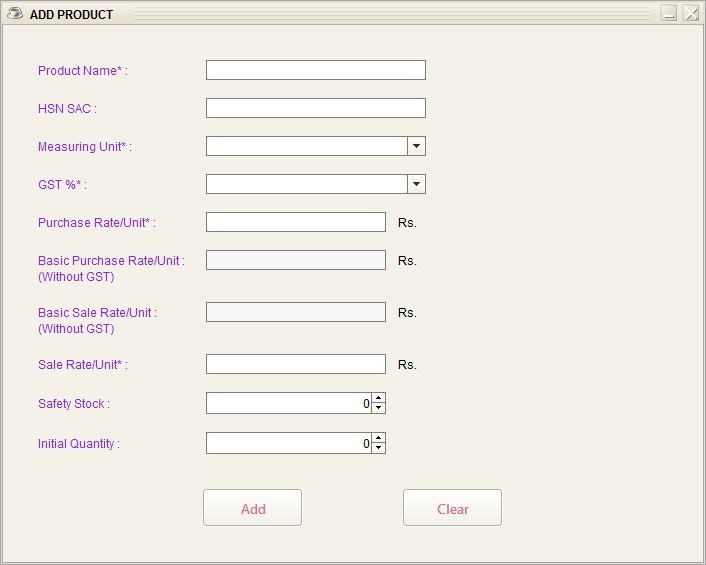 ADD PRODUCT
Product Name* :
HSN SAC :
Measuring Unit* :
GST %* :
Purchase Rate/Unit* : Rs.
Basic Purchase Rate/Unit : Rs.
(Without GST)
Basic Sale Rate/Unit : Rs.
(Without GST)
Sale Rate/Unit* : Rs.
Safety Stock : 0
Initial Quantity : 0
Add Clear